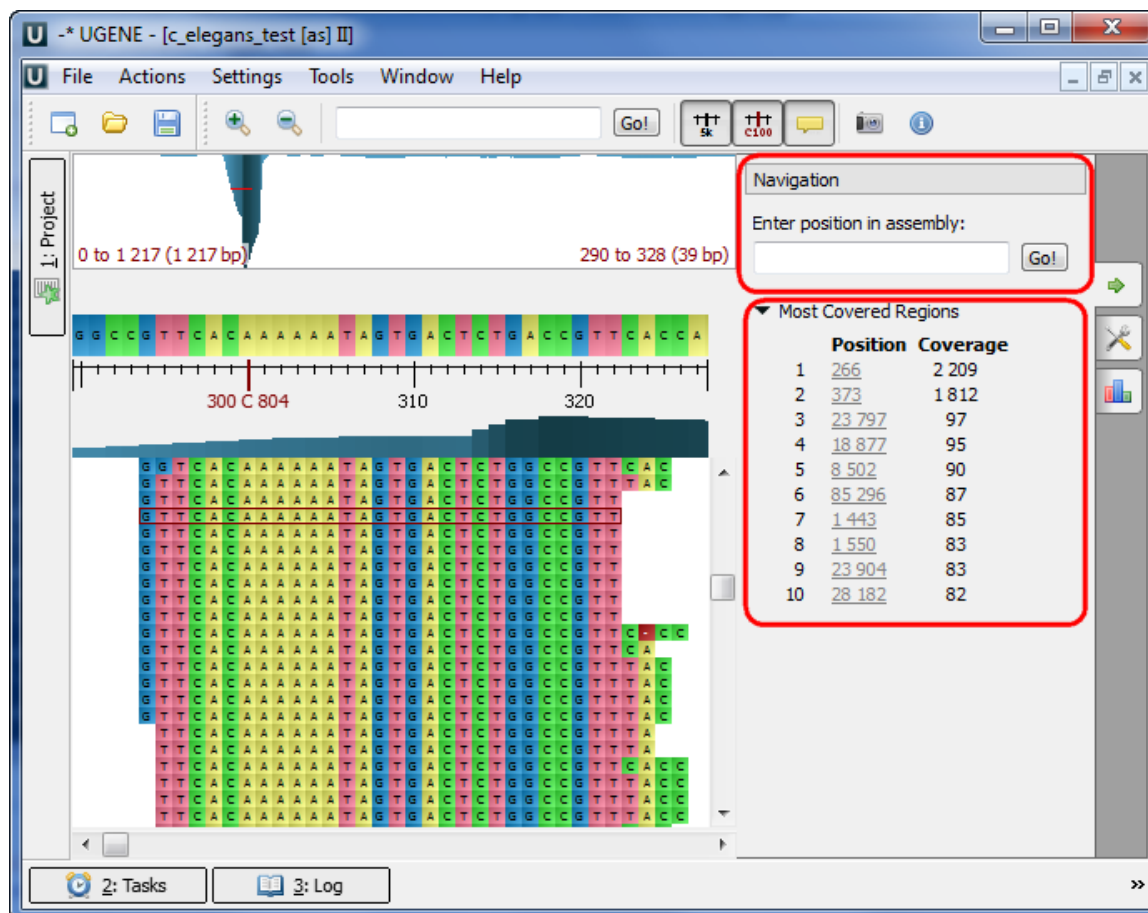 -* UGENE - [c_elegans_test [as] II]
File Actions Settings Tools Window Help
Go! 5k C100
1: Project
0 to 1 217 (1 217 bp) 290 to 328 (39 bp)
G G C C G T T C A C A A A A A A T A G T G A C T C T G A C C G T T C A C C A
300 C 804 310 320
G G T C A C A A A A A A T A G T G A C T C T G G C C G T T C A C
G T T C A C A A A A A A T A G T G A C T C T G G C C G T T T A C
G T T C A C A A A A A A T A G T G A C T C T G G C C G T T
G T T C A C A A A A A A T A G T G A C T C T G G C C G T T
G T T C A C A A A A A A T A G T G A C T C T G G C C G T T
G T T C A C A A A A A A T A G T G A C T C T G G C C G T T
G T T C A C A A A A A A T A G T G A C T C T G G C C G T T
G T T C A C A A A A A A T A G T G A C T C T G G C C G T T
G T T C A C A A A A A A T A G T G A C T C T G G C C G T T
G T T C A C A A A A A A T A G T G A C T C T G G C C G T T
G T T C A C A A A A A A T A G T G A C T C T G G C C G T T C - C C
G T T C A C A A A A A A T A G T G A C T C T G G C C G T T C A
G T T C A C A A A A A A T A G T G A C T C T G G C C G T T T A C
G T T C A C A A A A A A T A G T G A C T C T G G C C G T T T A C
G T T C A C A A A A A A T A G T G A C T C T G G C C G T T T A C
G T T C A C A A A A A A T A G T G A C T C T G G C C G T T T A C
T T C A C A A A A A A T A G T G A C T C T G G C C G T T T A
T T C A C A A A A A A T A G T G A C T C T G G C C G T T T A
T T C A C A A A A A A T A G T G A C T C T G G C C G T T C A C C
T T C A C A A A A A A T A G T G A C T C T G G C C G T T T A C C
T T C A C A A A A A A T A G T G A C T C T G G C C G T T T A C C
T T C A C A A A A A A T A G T G A C T C T G G C C G T T T A C C
Navigation
Enter position in assembly:
Go!
Most Covered Regions
Position Coverage
1 266 2 209
2 373 1 812
3 23 797 97
4 18 877 95
5 8 502 90
6 85 296 87
7 1 443 85
8 1 550 83
9 23 904 83
10 28 182 82
2: Tasks 3: Log »